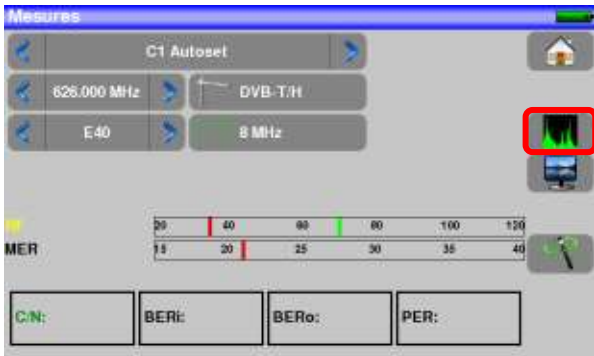 Mesures
C1 Autoset
626.000 MHz DVB-T/H
E40 8 MHz
20 40 60 80 100 120
MER 15 20 25 30 35 40
C/N: BERi: BERo: PER: